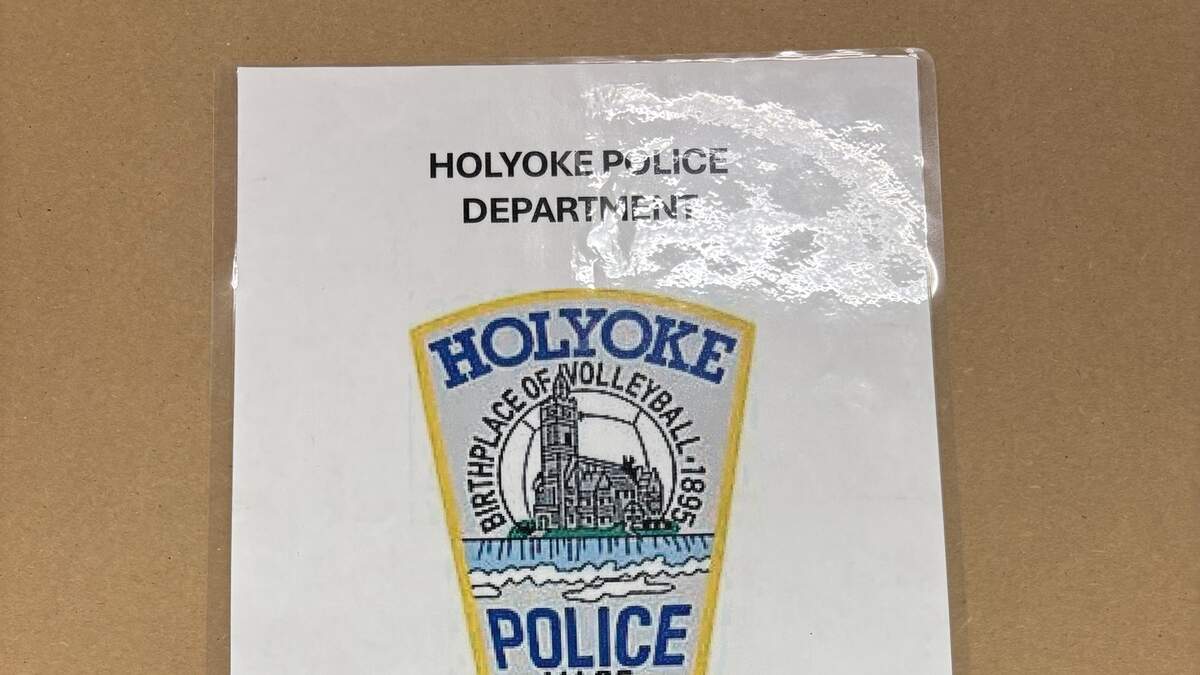 HOLYOKE POLICE
DEPARTMENT
HOLYOKE
BIRTHPLACE OF VOLLEYBALL · 1895
POLICE